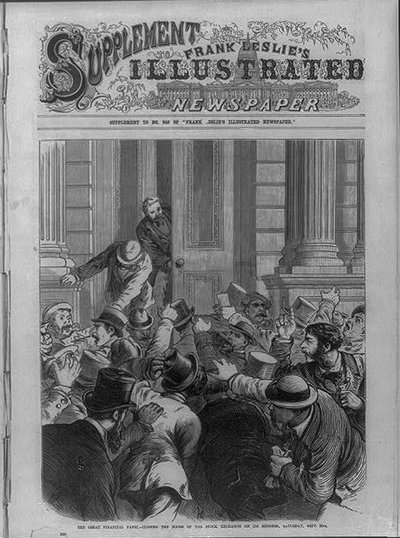 SUPPLEMENT
FRANK LESLIE'S
ILLUSTRATED
NEWSPAPER
SUPPLEMENT TO NO. 940 OF "FRANK LESLIE'S ILLUSTRATED NEWSPAPER."
THE GREAT FINANCIAL PANIC.—CLOSING THE DOORS OF THE STOCK EXCHANGE ON ITS MEMBERS, SATURDAY, SEPT. 20TH.